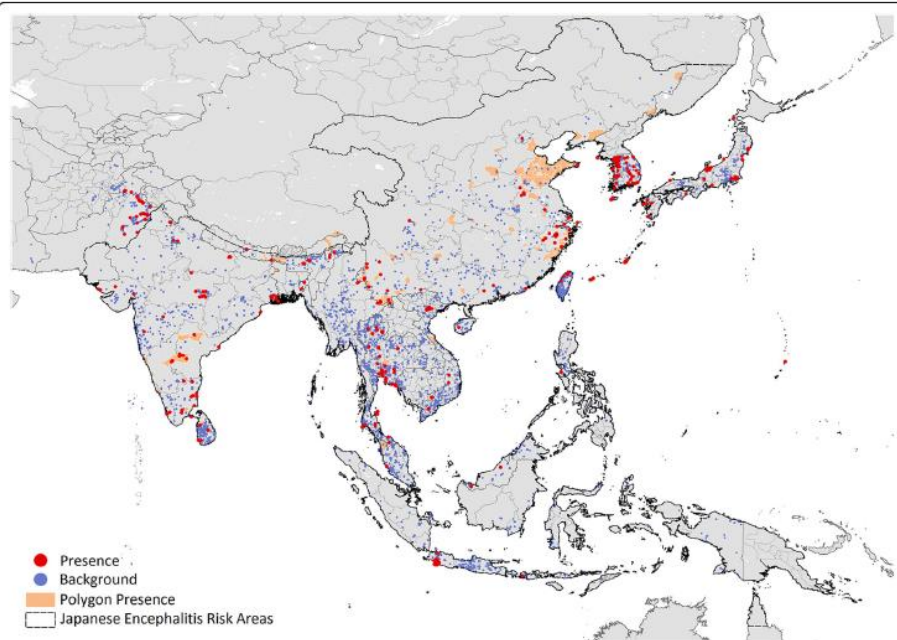 Presence
Background
Polygon Presence
Japanese Encephalitis Risk Areas